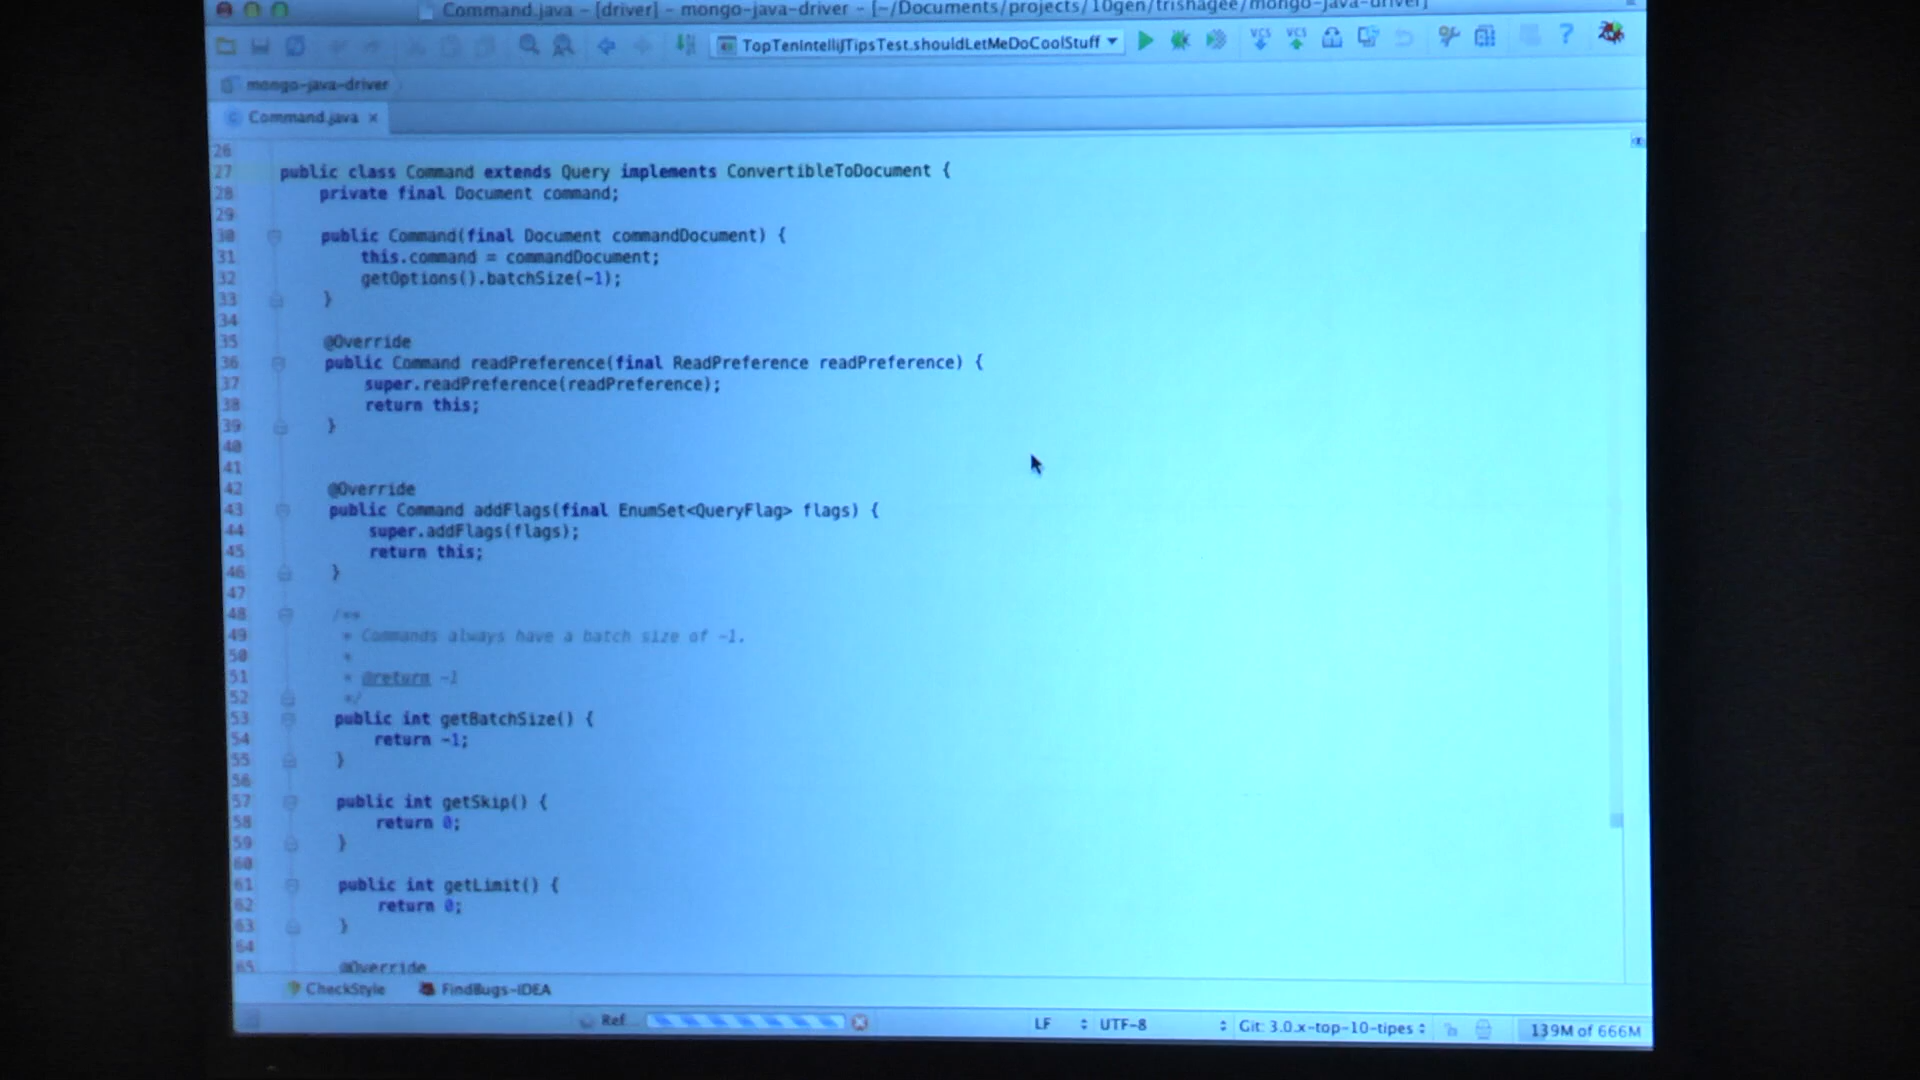 Command.java - [driver] - mongo-java-driver - [~/Documents/projects/10gen/trishagee/mongo-java-driver]
TopTenIntelliJTipsTest.shouldLetMeDoCoolStuff
VCS VCS ?
mongo-java-driver
Command.java ×
26
27 public class Command extends Query implements ConvertibleToDocument {
28 private final Document command;
29
30 public Command(final Document commandDocument) {
31 this.command = commandDocument;
32 getOptions().batchSize(-1);
33 }
34
35 @Override
36 public Command readPreference(final ReadPreference readPreference) {
37 super.readPreference(readPreference);
38 return this;
39 }
40
41
42 @Override
43 public Command addFlags(final EnumSet<QueryFlag> flags) {
44 super.addFlags(flags);
45 return this;
46 }
47
48 /**
49 * Commands always have a batch size of -1.
50 *
51 * @return -1
52 */
53 public int getBatchSize() {
54 return -1;
55 }
56
57 public int getSkip() {
58 return 0;
59 }
60
61 public int getLimit() {
62 return 0;
63 }
64
65 @Override
CheckStyle FindBugs-IDEA
Ref LF UTF-8 Git: 3.0.x-top-10-tipes 139M of 666M